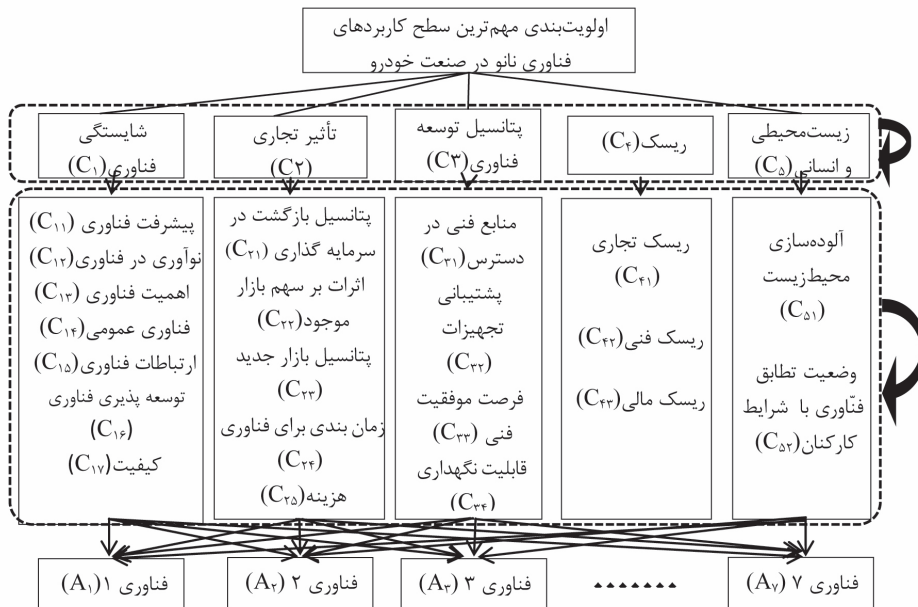 اولویت‌بندی مهم‌ترین سطح کاربردهای
فناوری نانو در صنعت خودرو
شایستگی
فناوری(C۱)
تأثیر تجاری
(C۲)
پتانسیل توسعه
فناوری(C۳)
ریسک(C۴)
زیست‌محیطی
و انسانی(C۵)
پیشرفت فناوری (C۱۱)
نوآوری در فناوری(C۱۲)
اهمیت فناوری (C۱۳)
فناوری عمومی (C۱۴)
ارتباطات فناوری(C۱۵)
توسعه پذیری فناوری
(C۱۶)
کیفیت(C۱۷)
پتانسیل بازگشت در
سرمایه گذاری (C۲۱)
اثرات بر سهم بازار
موجود(C۲۲)
پتانسیل بازار جدید
(C۲۳)
زمان بندی برای فناوری
(C۲۴)
هزینه(C۲۵)
منابع فنی در
دسترس(C۳۱)
پشتیبانی
تجهیزات
(C۳۲)
فرصت موفقیت
فنی (C۳۳)
قابلیت نگهداری
(C۳۴)
ریسک تجاری
(C۴۱)
ریسک فنی(C۴۲)
ریسک مالی(C۴۳)
آلوده‌سازی
محیط‌زیست
(C۵۱)
وضعیت تطابق
فنّاوری با شرایط
کارکنان(C۵۲)
فناوری ۱(A۱)
فناوری ۲ (A۲)
فناوری ۳ (A۳)
.......
فناوری ۷ (A۷)